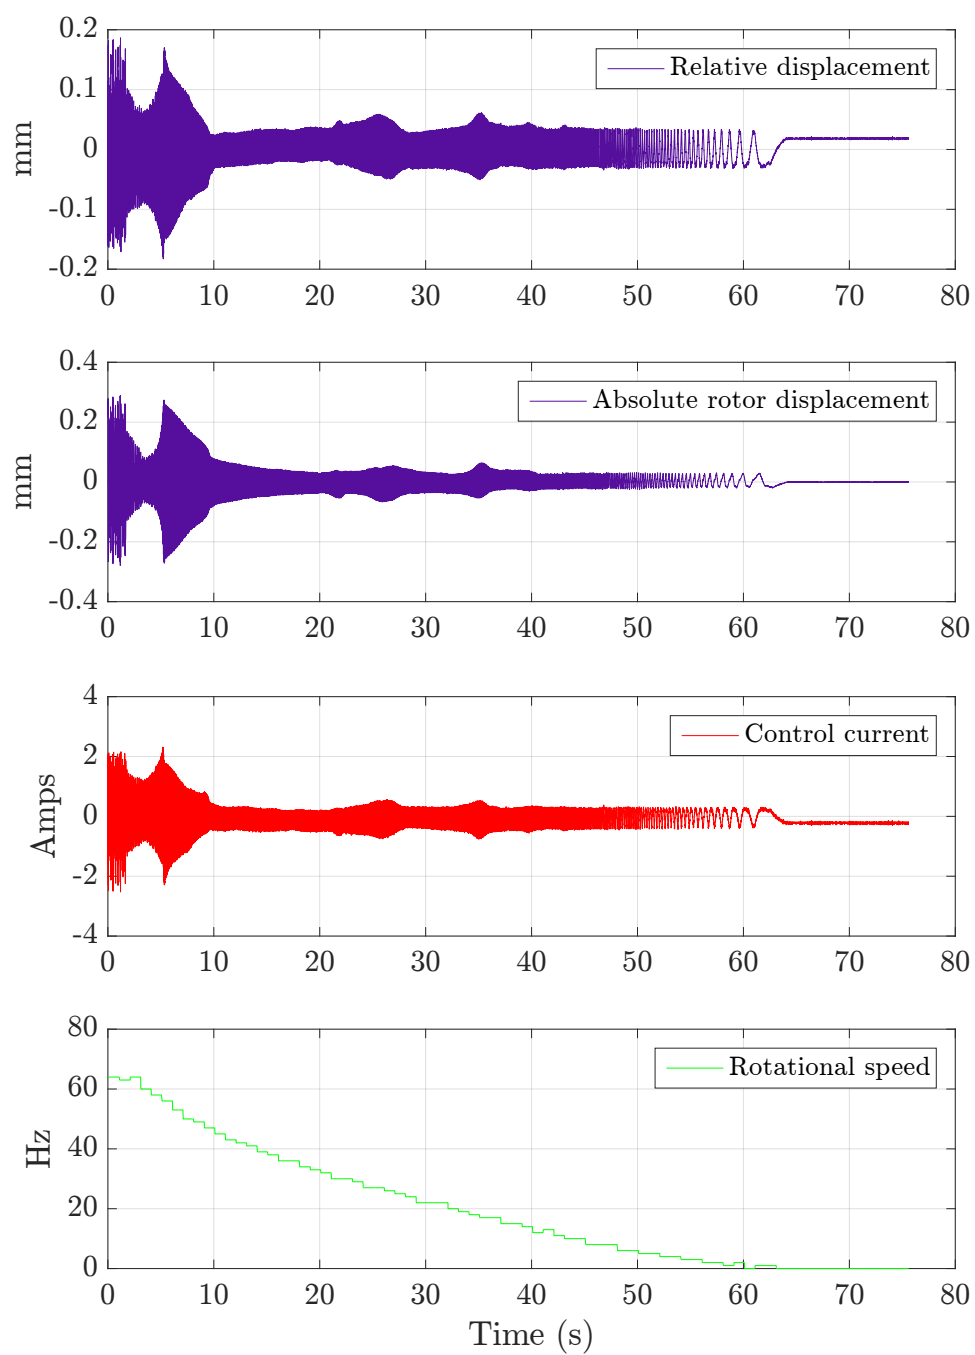 0.2
0.1
0
-0.1
-0.2
mm
Relative displacement
0 10 20 30 40 50 60 70 80
0.4
0.2
0
-0.2
-0.4
mm
Absolute rotor displacement
0 10 20 30 40 50 60 70 80
4
2
0
-2
-4
Amps
Control current
0 10 20 30 40 50 60 70 80
80
60
40
20
0
Hz
Rotational speed
0 10 20 30 40 50 60 70 80
Time (s)